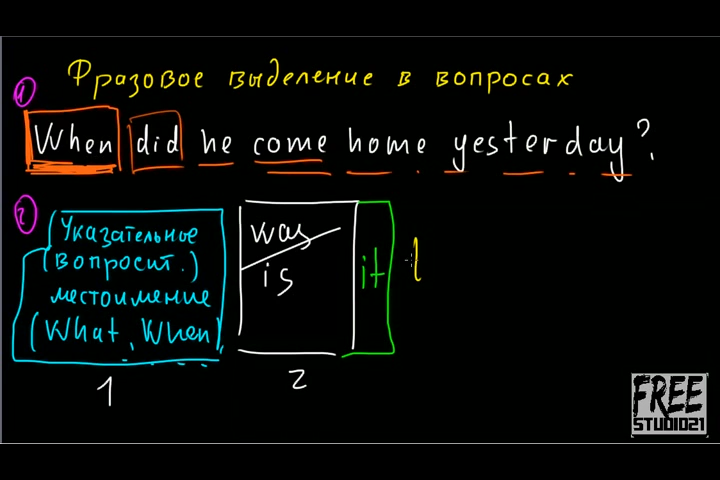 Фразовое выделение в вопросах
1
When did he come home yesterday?
2
(Указательное
(вопросит.)
местоимение
(What, When)
was
is
it
1
2
FREE
STUDIO21